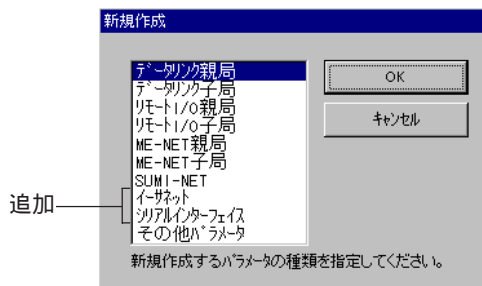 新規作成
データリンク親局
データリンク子局
リモートI/O親局
リモートI/O子局
ME-NET親局
ME-NET子局
SUMI-NET
イーサネット
シリアルインターフェイス
その他パラメータ
OK
キャンセル
追加
新規作成するパラメータの種類を指定してください。